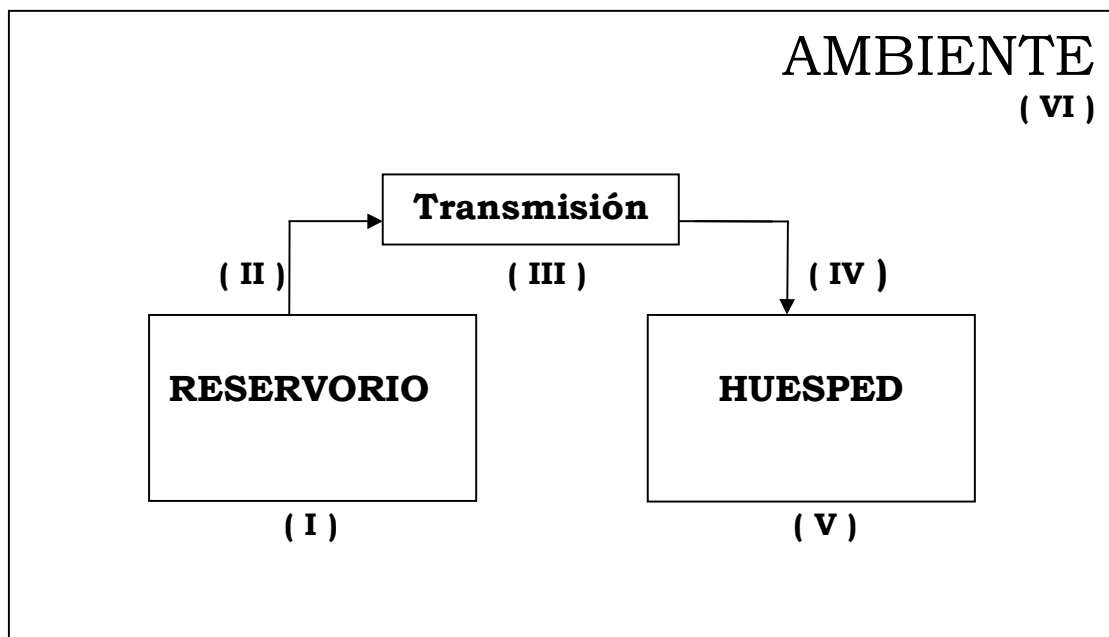 AMBIENTE
( VI )
Transmisión
( II )
( III )
( IV )
RESERVORIO
HUESPED
( I )
( V )